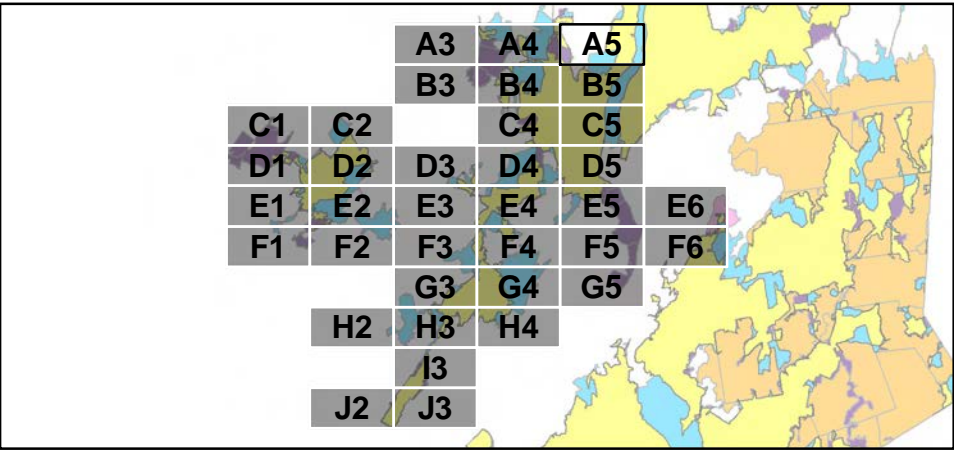 A3 A4 A5
B3 B4 B5
C1 C2 C4 C5
D1 D2 D3 D4 D5
E1 E2 E3 E4 E5 E6
F1 F2 F3 F4 F5 F6
G3 G4 G5
H2 H3 H4
I3
J2 J3